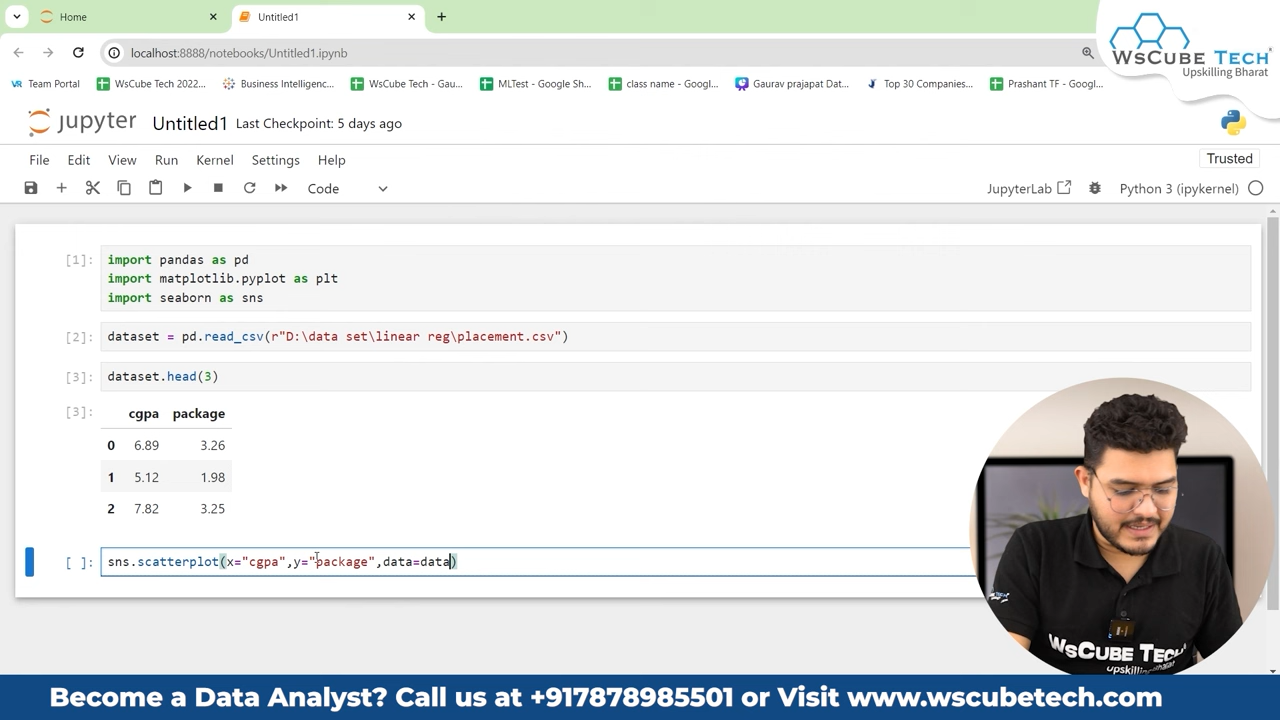 Home
Untitled1
localhost:8888/notebooks/Untitled1.ipynb
WsCube Tech
Upskilling Bharat
VR Team Portal
WsCube Tech 2022...
Business Intelligenc...
WsCube Tech - Gau...
MLTest - Google Sh...
class name - Googl...
Gaurav prajapat Dat...
Top 30 Companies...
Prashant TF - Googl...
jupyter Untitled1 Last Checkpoint: 5 days ago
File Edit View Run Kernel Settings Help
Trusted
Code
JupyterLab
Python 3 (ipykernel)
[1]: import pandas as pd
import matplotlib.pyplot as plt
import seaborn as sns
[2]: dataset = pd.read_csv(r"D:\data set\linear reg\placement.csv")
[3]: dataset.head(3)
[3]: cgpa package
0 6.89 3.26
1 5.12 1.98
2 7.82 3.25
[ ]: sns.scatterplot(x="cgpa",y="package",data=data)
WsCube Tech
Upskilling Bharat
Become a Data Analyst? Call us at +917878985501 or Visit www.wscubetech.com